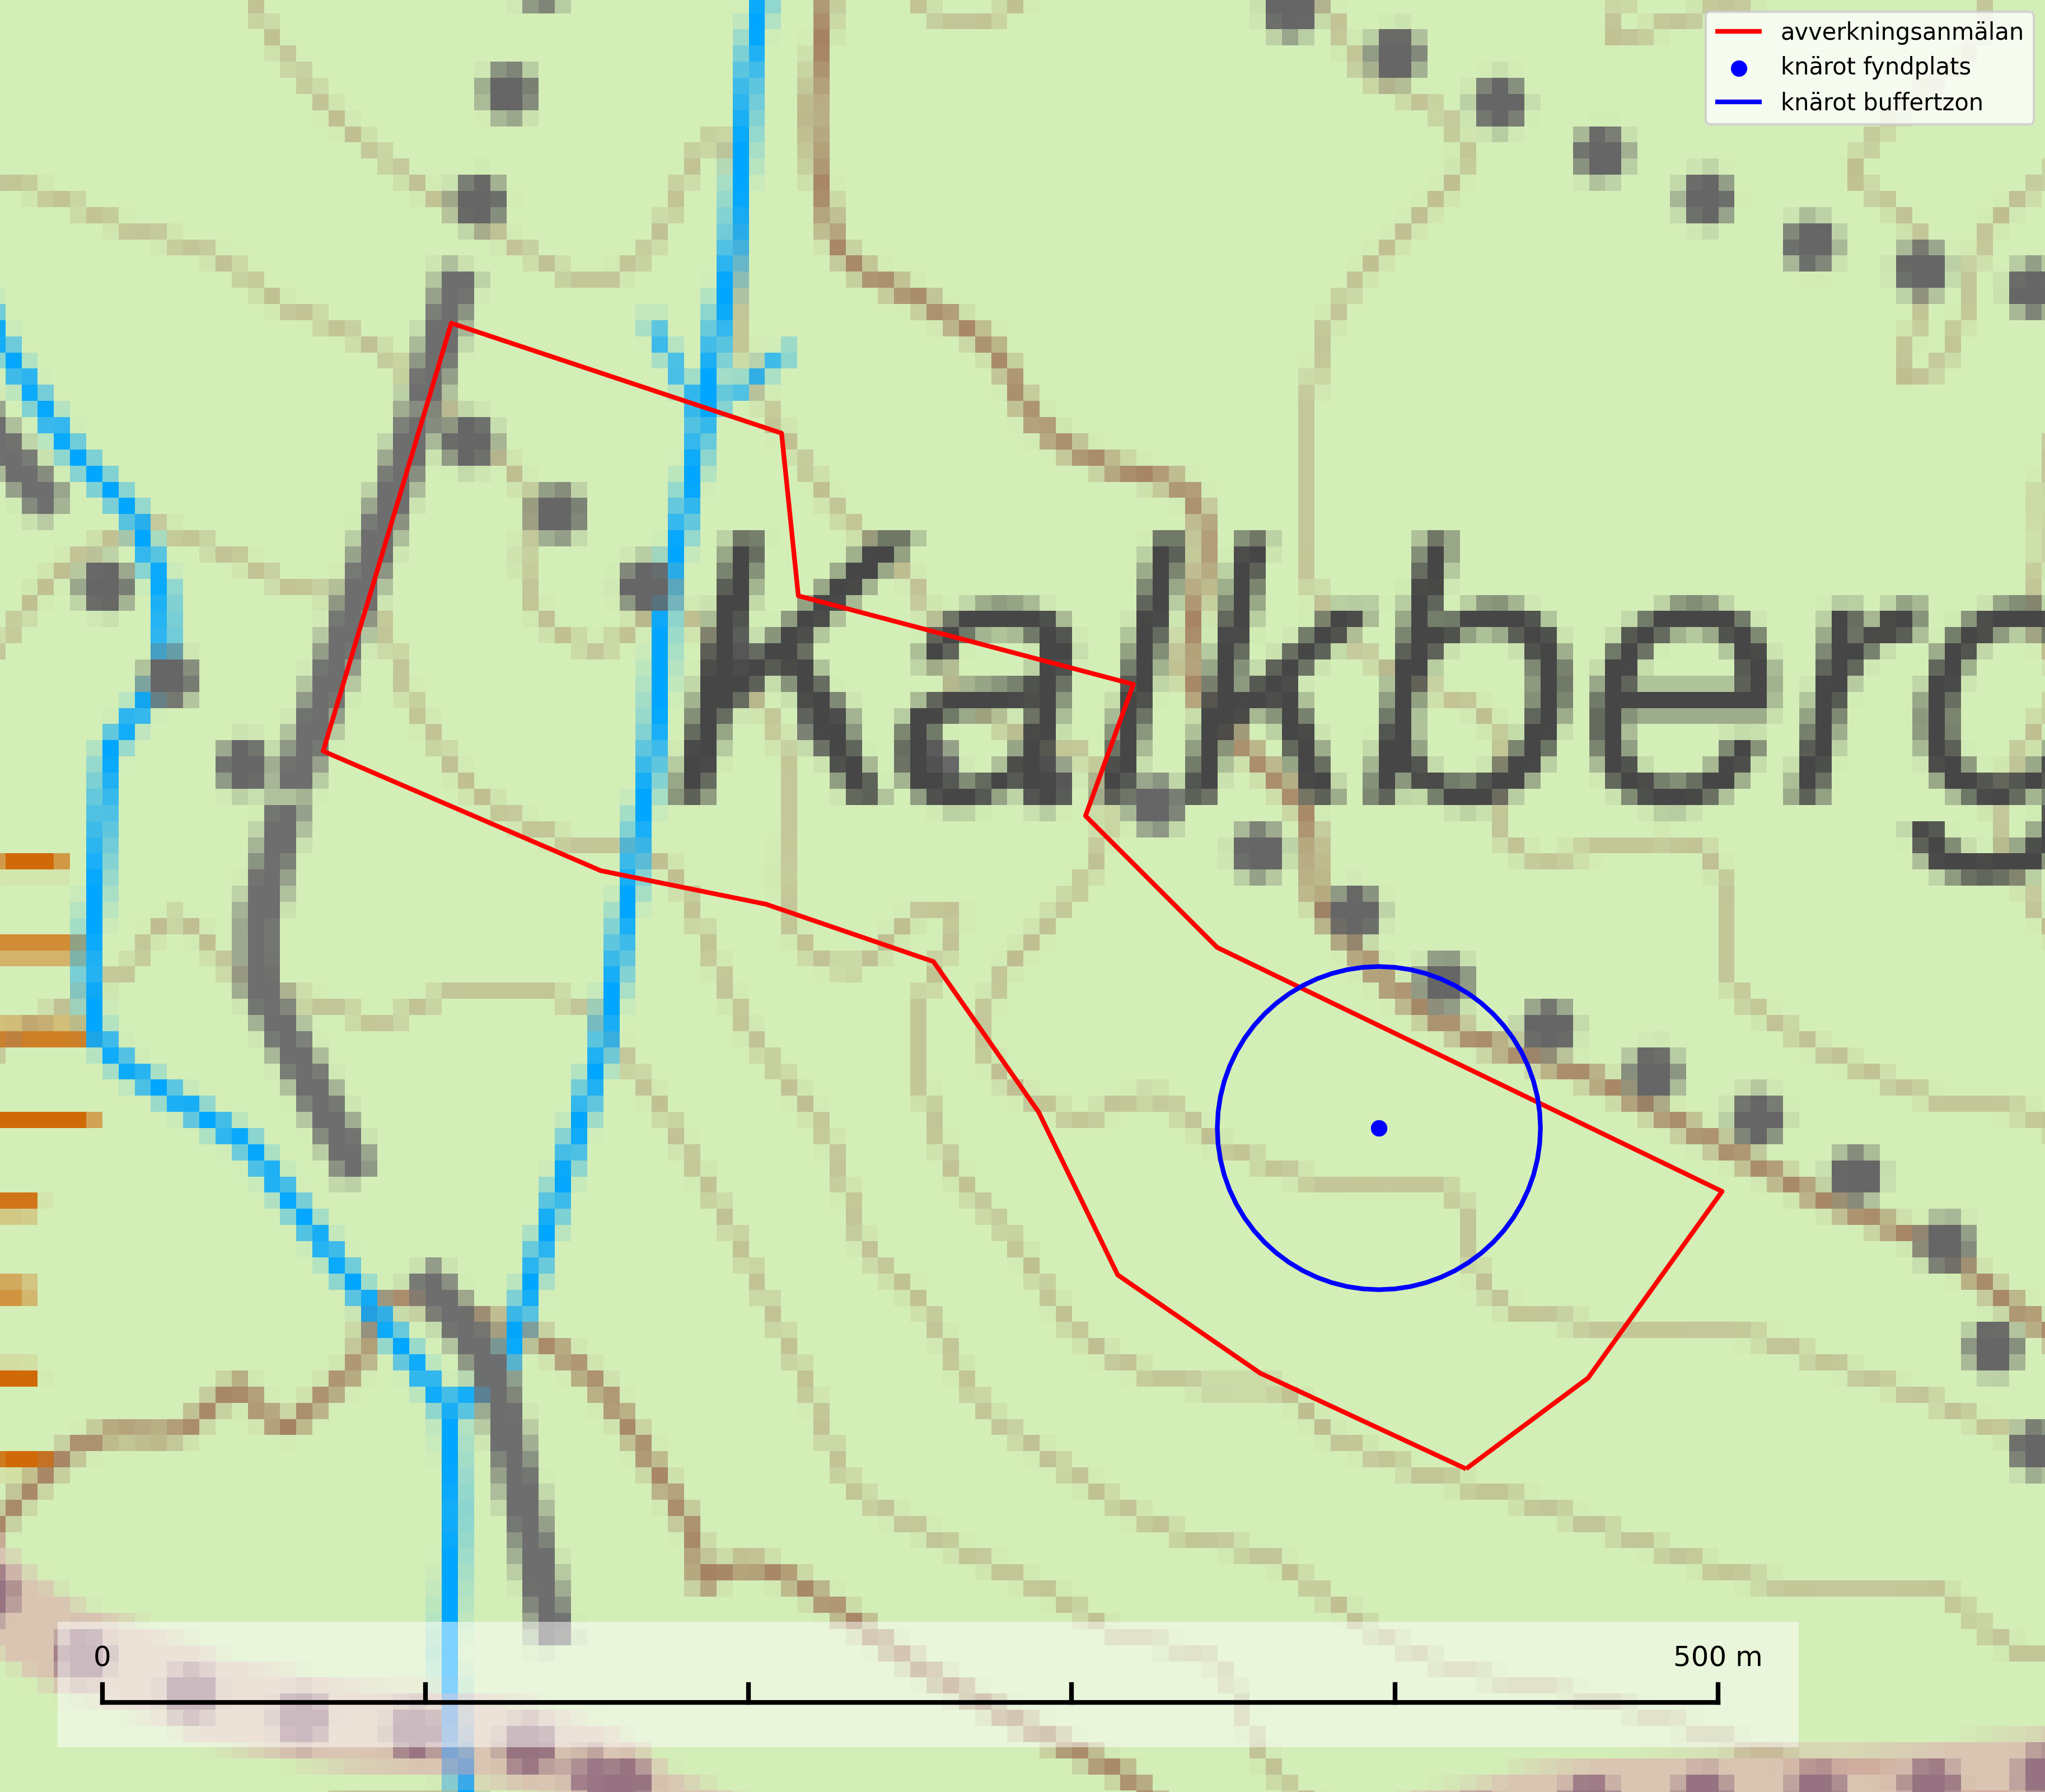 avverkningsanmälan
knärot fyndplats
knärot buffertzon
Kalkberg
0
500 m